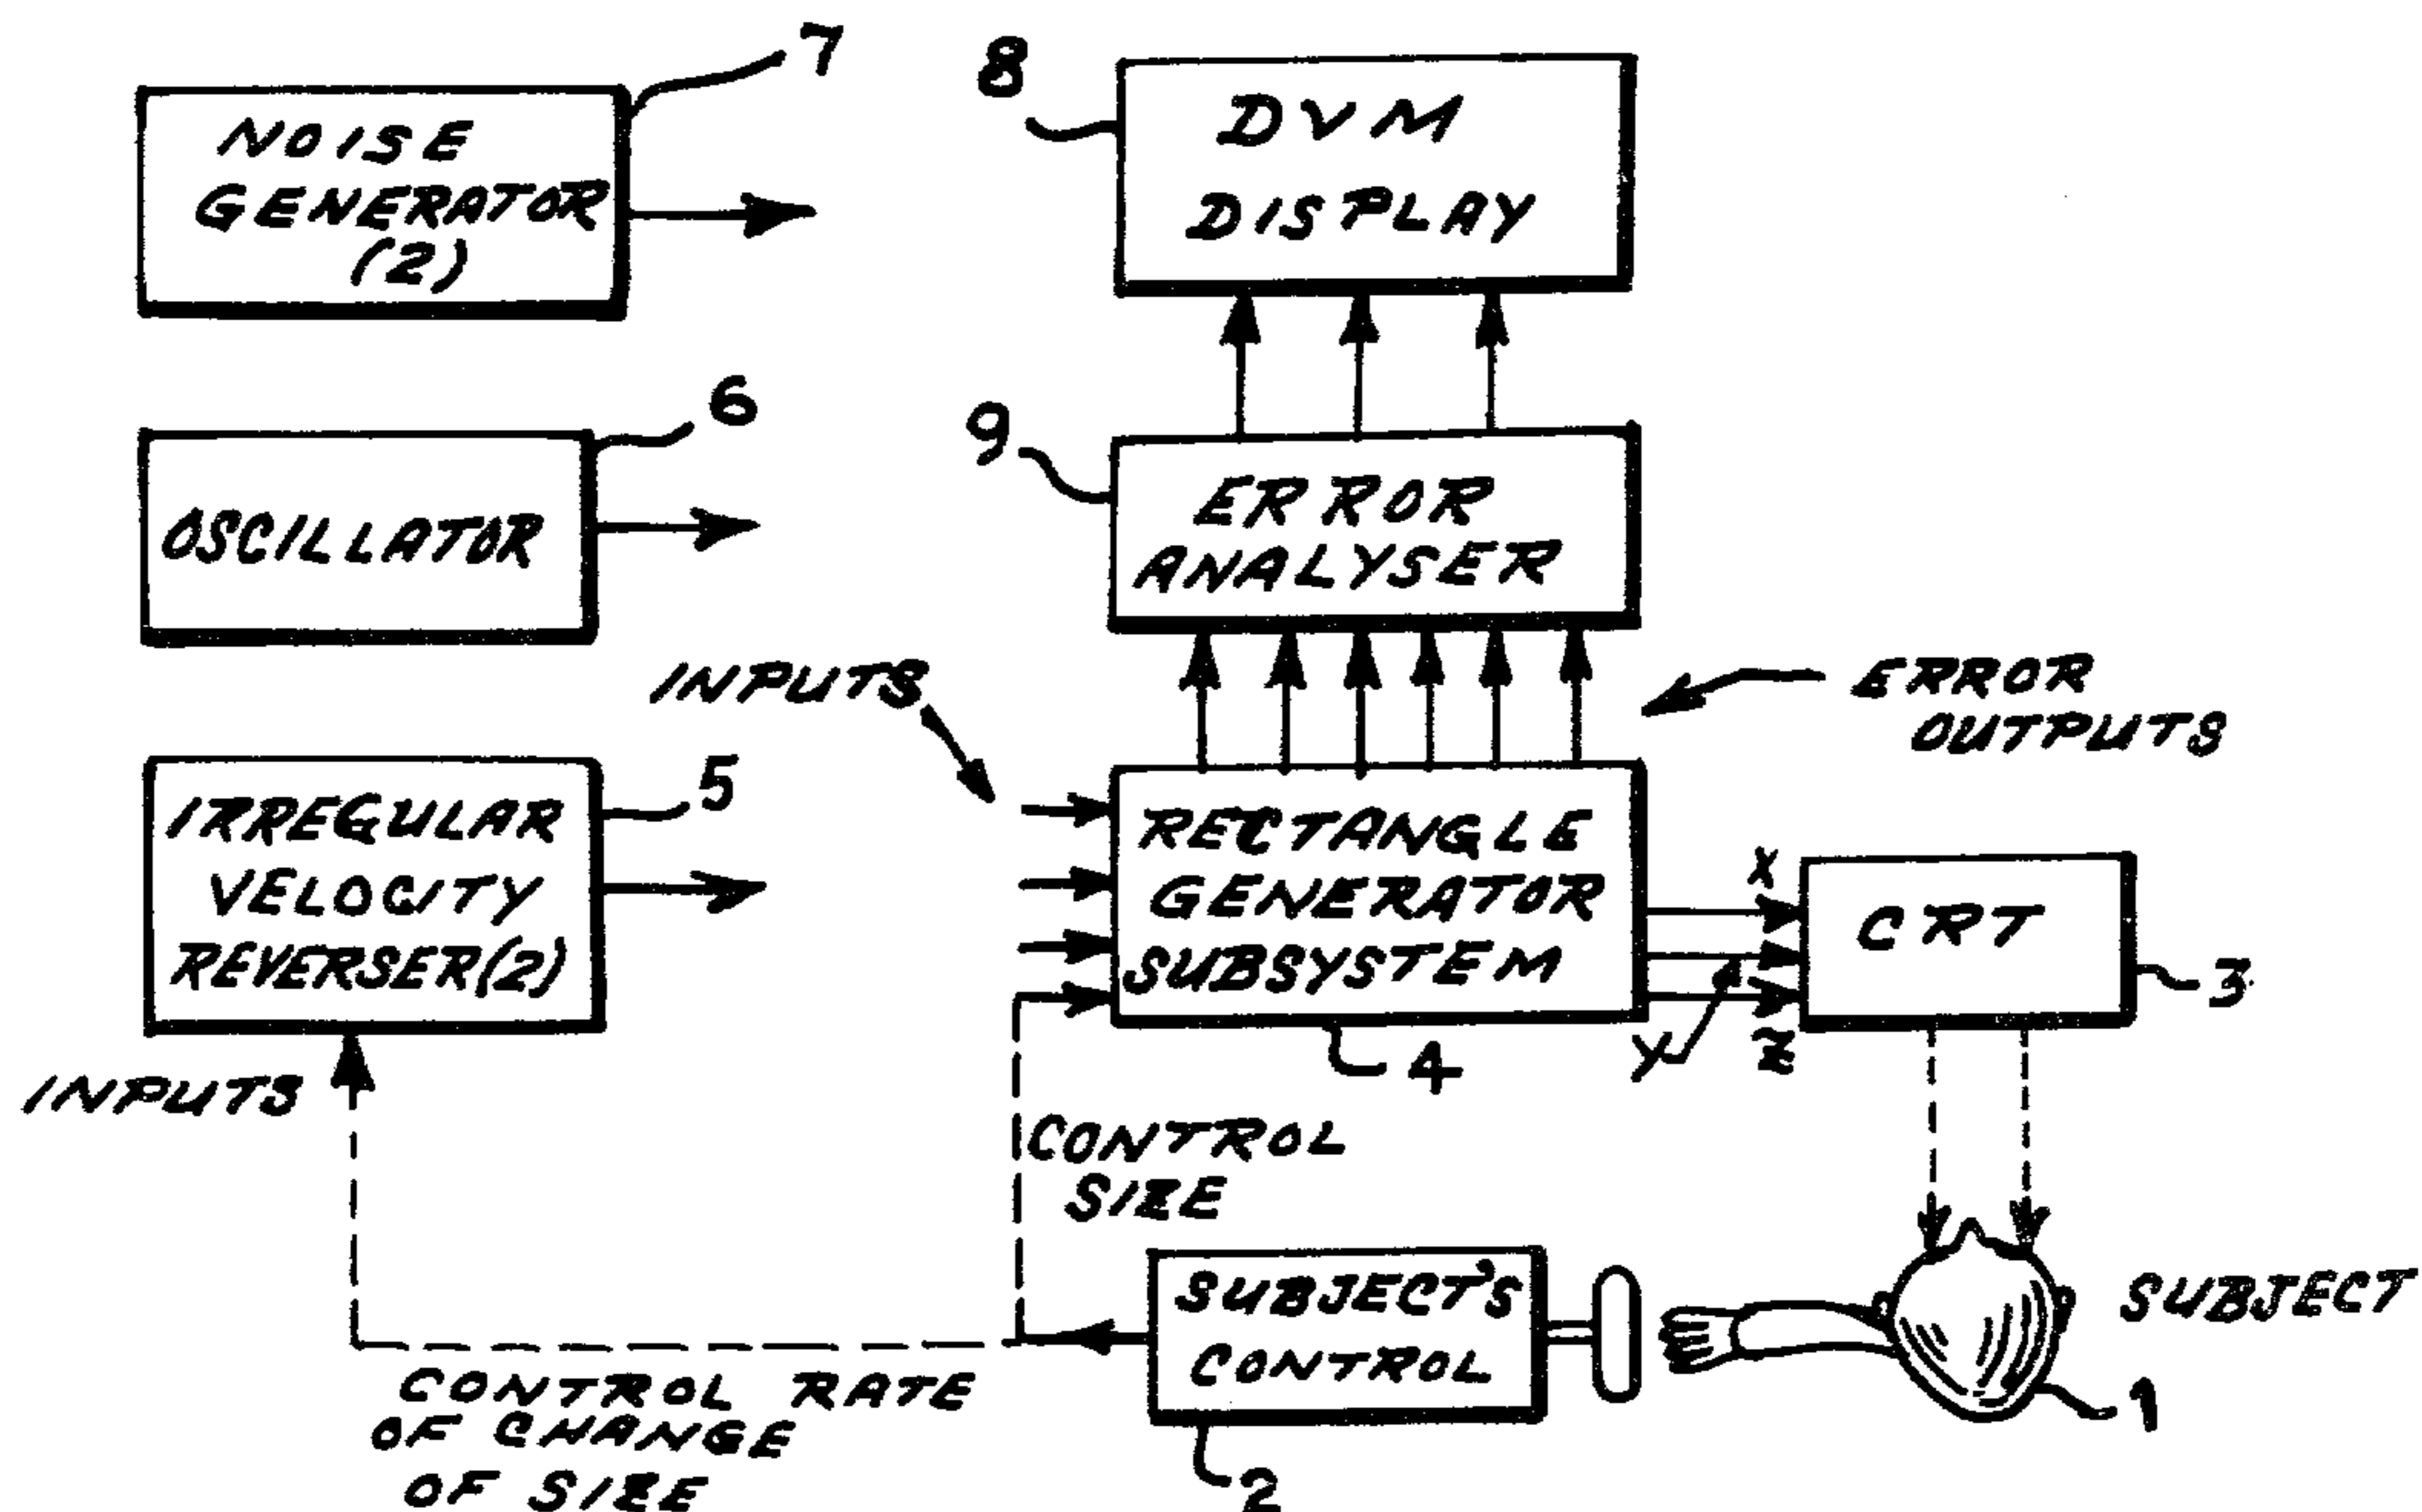 7
NOISE
GENERATOR
(2)
8
DVM
DISPLAY
6
OSCILLATOR
9
ERROR
ANALYSER
INPUTS
ERROR
OUTPUTS
5
IRREGULAR
VELOCITY
REVERSER(2)
RECTANGLE
GENERATOR
SUBSYSTEM
4
X
Y
Z
CRT
3
INPUTS
CONTROL
SIZE
CONTROL RATE
OF CHANGE
OF SIZE
SUBJECT'S
CONTROL
2
SUBJECT
1